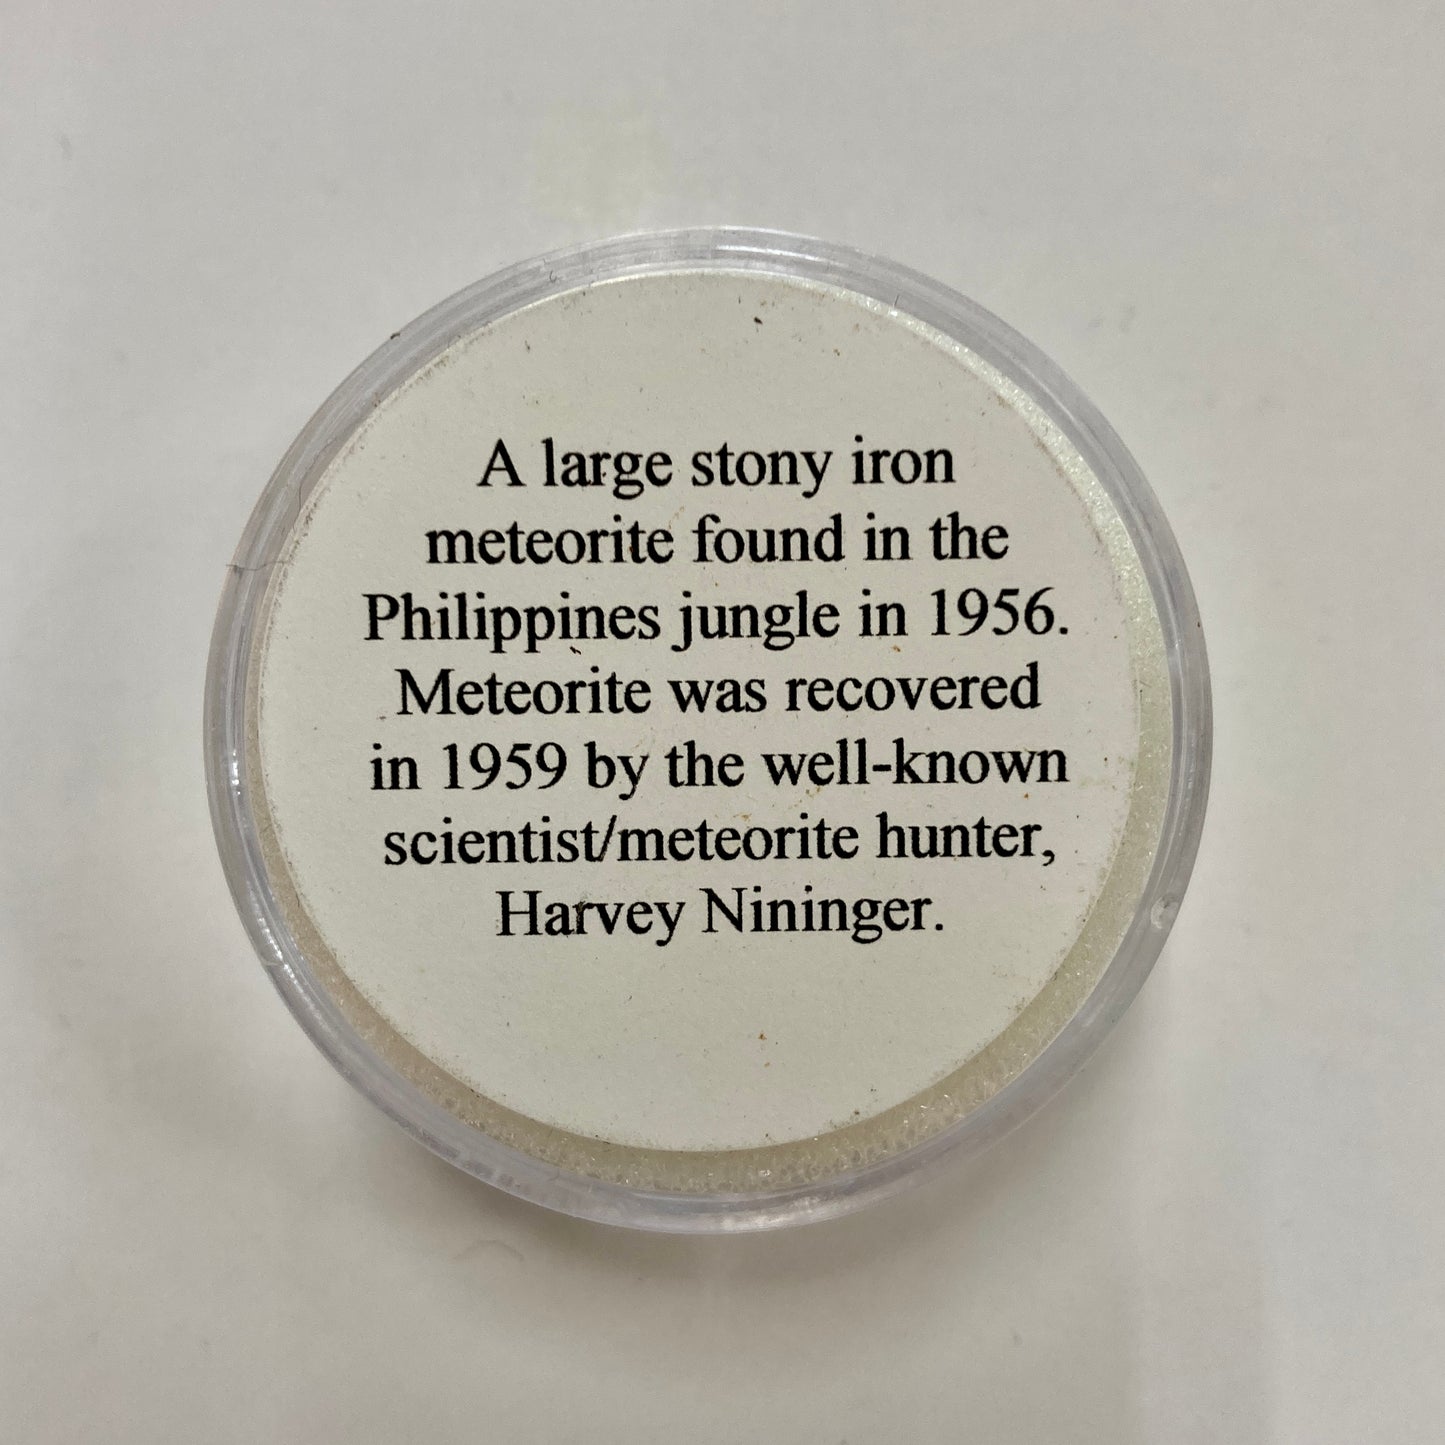 A large stony iron
meteorite found in the
Philippines jungle in 1956.
Meteorite was recovered
in 1959 by the well-known
scientist/meteorite hunter,
Harvey Nininger.